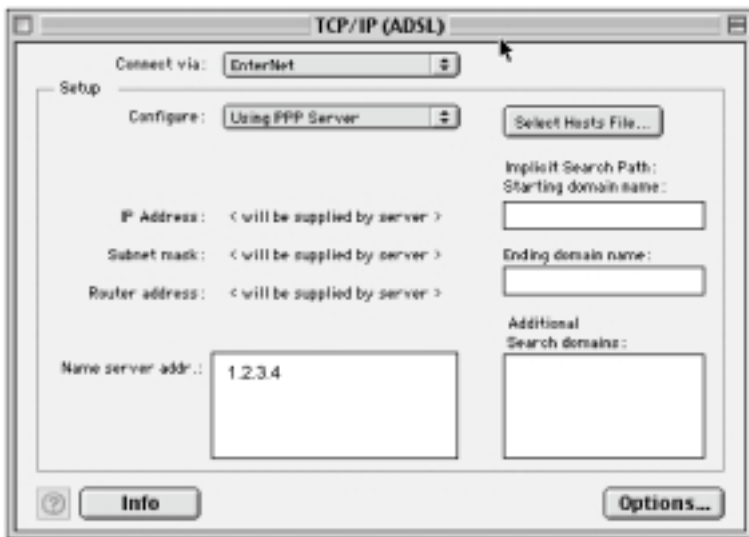 TCP/IP (ADSL)
Connect via: EnterNet
Setup
Configure: Using PPP Server
Select Hosts File...
Implicit Search Path:
Starting domain name:
IP Address: < will be supplied by server >
Subnet mask: < will be supplied by server >
Ending domain name:
Router address: < will be supplied by server >
Additional
Search domains:
Name server addr.: 1.2.3.4
?
Info
Options...